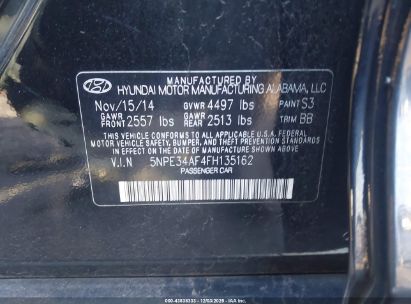 MANUFACTURED BY
HYUNDAI MOTOR MANUFACTURING ALABAMA, LLC
Nov/15/14 GVWR 4497 lbs PAINT S3
GAWR FRONT 2557 lbs GAWR REAR 2513 lbs TRIM BB
THIS VEHICLE CONFORMS TO ALL APPLICABLE U.S. FEDERAL
MOTOR VEHICLE SAFETY, BUMPER, AND THEFT PREVENTION STANDARDS
IN EFFECT ON THE DATE OF MANUFACTURE SHOWN ABOVE.
V.I.N 5NPE34AF4FH135162
PASSENGER CAR